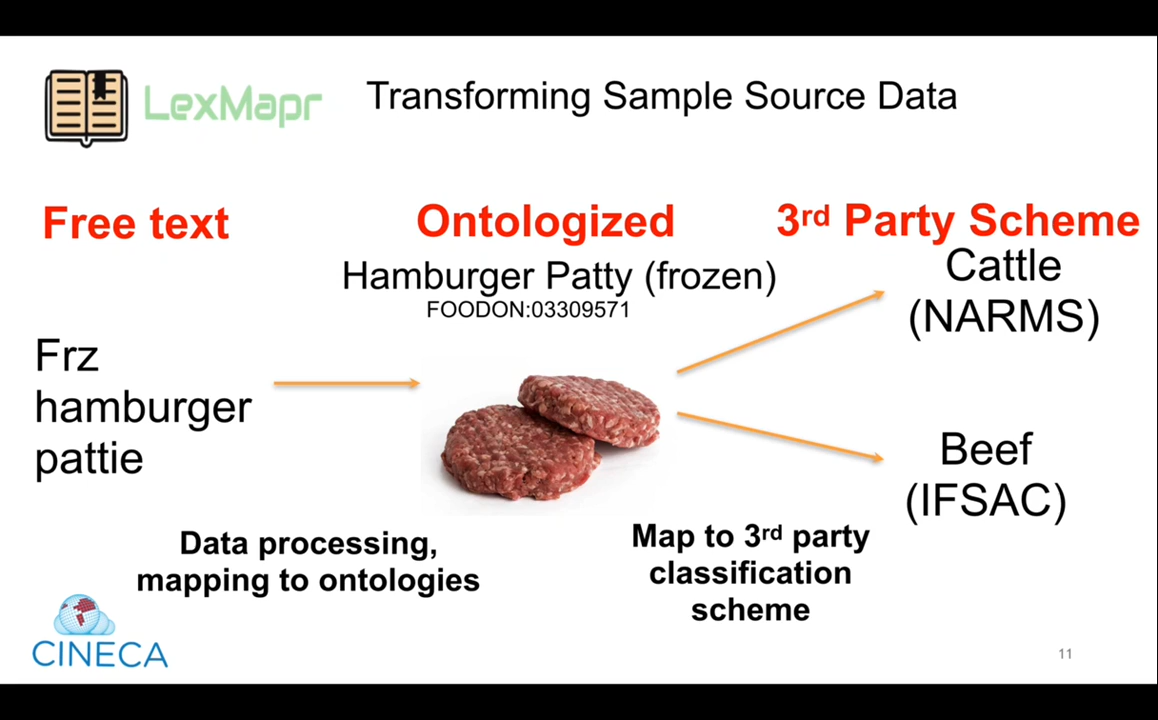 LexMapr
Transforming Sample Source Data
Free text
Ontologized
3rd Party Scheme
Hamburger Patty (frozen)
FOODON:03309571
Cattle
(NARMS)
Frz
hamburger
pattie
Beef
(IFSAC)
Data processing,
mapping to ontologies
Map to 3rd party
classification
scheme
CINECA
11